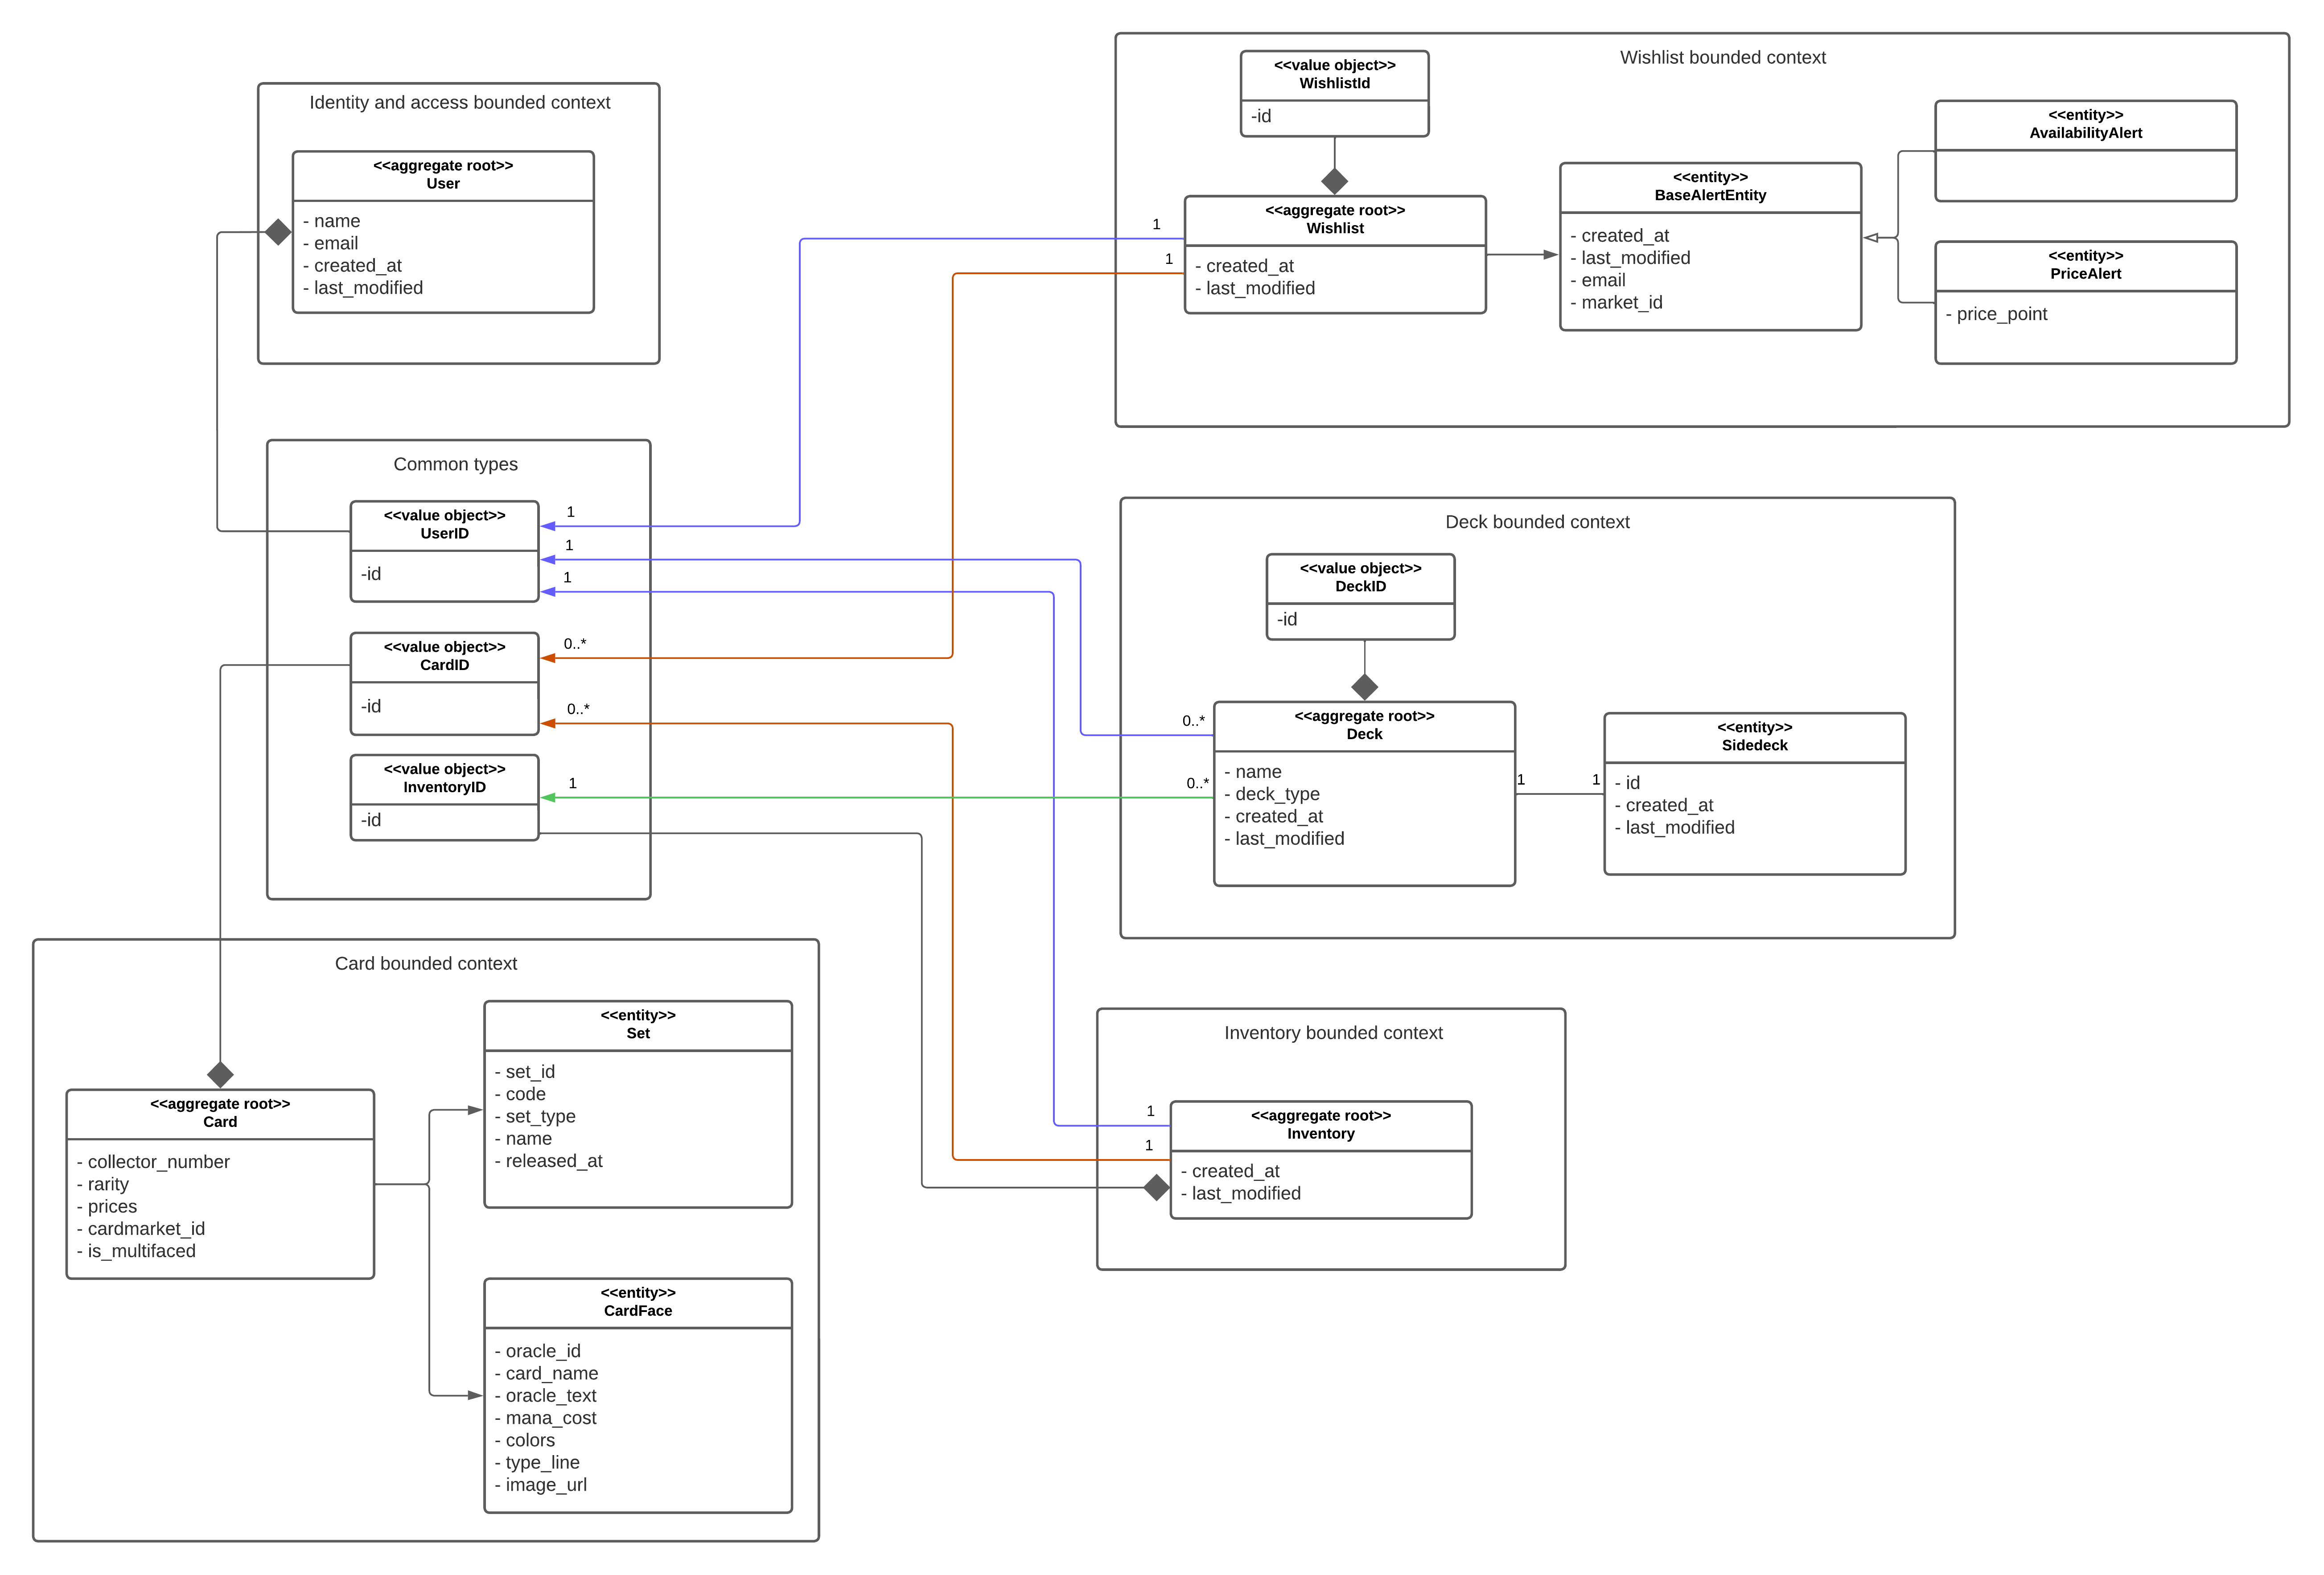 Identity and access bounded context
<<aggregate root>>
User
- name
- email
- created_at
- last_modified
Wishlist bounded context
<<value object>>
WishlistId
-id
<<aggregate root>>
Wishlist
- created_at
- last_modified
1
1
<<entity>>
BaseAlertEntity
- created_at
- last_modified
- email
- market_id
<<entity>>
AvailabilityAlert
<<entity>>
PriceAlert
- price_point
Common types
<<value object>>
UserID
-id
1
1
1
<<value object>>
CardID
-id
0..*
0..*
<<value object>>
InventoryID
-id
1
Deck bounded context
<<value object>>
DeckID
-id
0..*
0..*
<<aggregate root>>
Deck
- name
- deck_type
- created_at
- last_modified
1
1
<<entity>>
Sidedeck
- id
- created_at
- last_modified
Card bounded context
<<aggregate root>>
Card
- collector_number
- rarity
- prices
- cardmarket_id
- is_multifaced
<<entity>>
Set
- set_id
- code
- set_type
- name
- released_at
<<entity>>
CardFace
- oracle_id
- card_name
- oracle_text
- mana_cost
- colors
- type_line
- image_url
Inventory bounded context
1
1
<<aggregate root>>
Inventory
- created_at
- last_modified